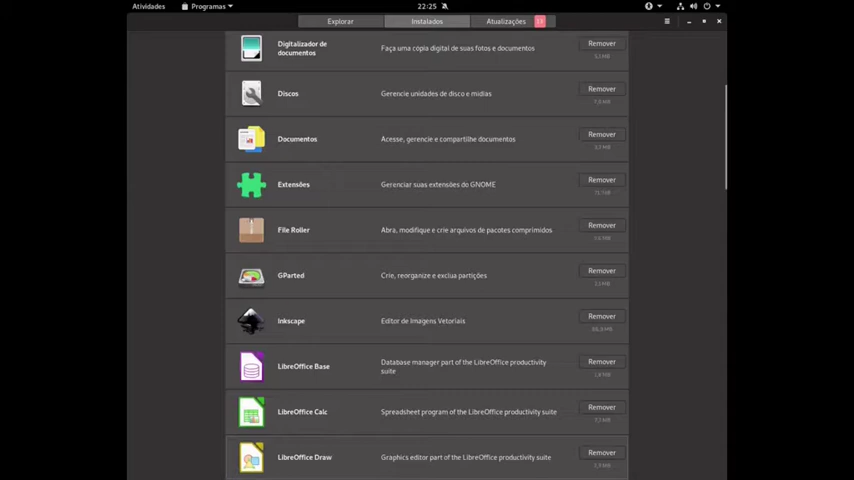 Atividades
Programas
22:25
Explorar
Instalados
Atualizações
Digitalizador de
documentos
Faça uma cópia digital de suas fotos e documentos
Remover
Discos
Gerencie unidades de disco e mídias
Remover
Documentos
Acesse, gerencie e compartilhe documentos
Remover
Extensões
Gerenciar suas extensões do GNOME
Remover
File Roller
Abra, modifique e crie arquivos de pacotes comprimidos
Remover
GParted
Crie, reorganize e exclua partições
Remover
Inkscape
Editor de Imagens Vetoriais
Remover
LibreOffice Base
Database manager part of the LibreOffice productivity
suite
Remover
LibreOffice Calc
Spreadsheet program of the LibreOffice productivity suite
Remover
LibreOffice Draw
Graphics editor part of the LibreOffice productivity suite
Remover